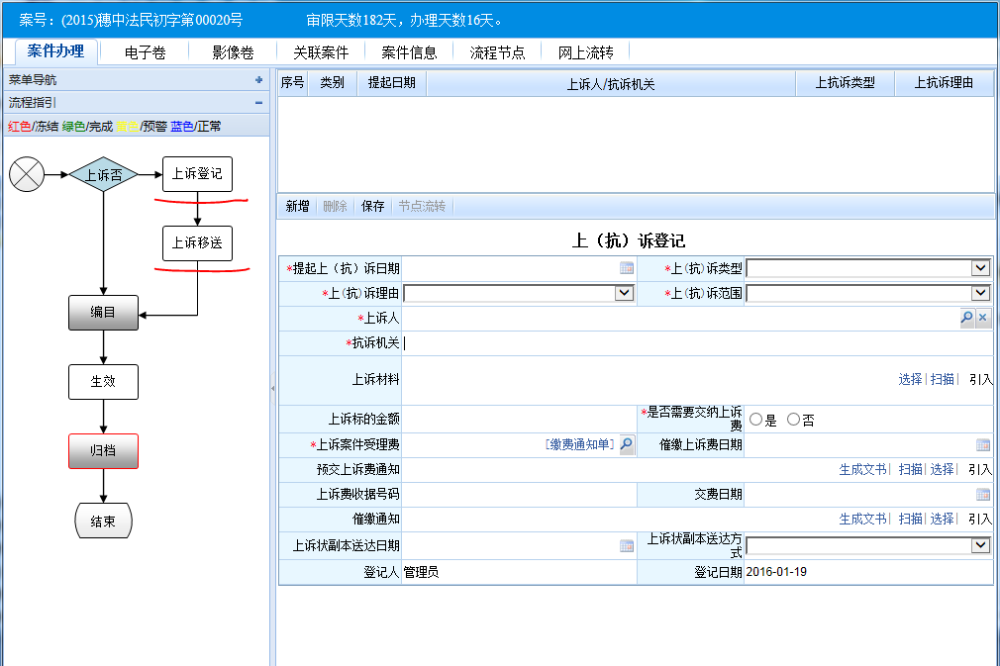 案号：(2015)穗中法民初字第00020号 审限天数182天，办理天数16天。
案件办理 电子卷 影像卷 关联案件 案件信息 流程节点 网上流转
菜单导航
流程指引
红色/冻结 绿色/完成 黄色/预警 蓝色/正常
上诉否
上诉登记
上诉移送
编目
生效
归档
结束
序号 类别 提起日期 上诉人/抗诉机关 上抗诉类型 上抗诉理由
新增 删除 保存 节点流转
上（抗）诉登记
*提起上（抗）诉日期 *上(抗)诉类型
*上(抗)诉理由 *上(抗)诉范围
*上诉人
*抗诉机关
上诉材料 选择| 扫描| 引入
上诉标的金额 *是否需要交纳上诉费 是 否
*上诉案件受理费 [缴费通知单] 催缴上诉费日期
预交上诉费通知 生成文书| 扫描| 选择| 引入
上诉费收据号码 交费日期
催缴通知 生成文书| 扫描| 选择| 引入
上诉状副本送达日期 上诉状副本送达方式
登记人 管理员 登记日期 2016-01-19